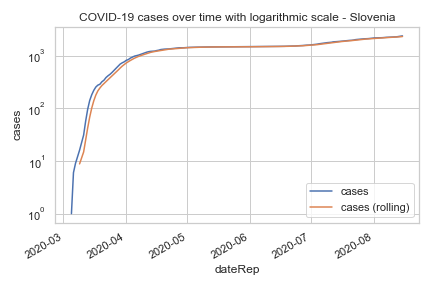 COVID-19 cases over time with logarithmic scale - Slovenia
cases
10³
10²
10¹
10⁰
cases
cases (rolling)
2020-03
2020-04
2020-05
2020-06
2020-07
2020-08
dateRep